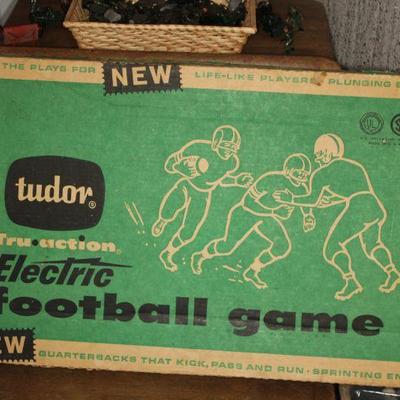 THE PLAYS FOR NEW LIFE-LIKE PLAYERS PLUNGING
UL
tudor ®
Tru-action ®
Electric
football game
NEW QUARTERBACKS THAT KICK, PASS AND RUN - SPRINTING